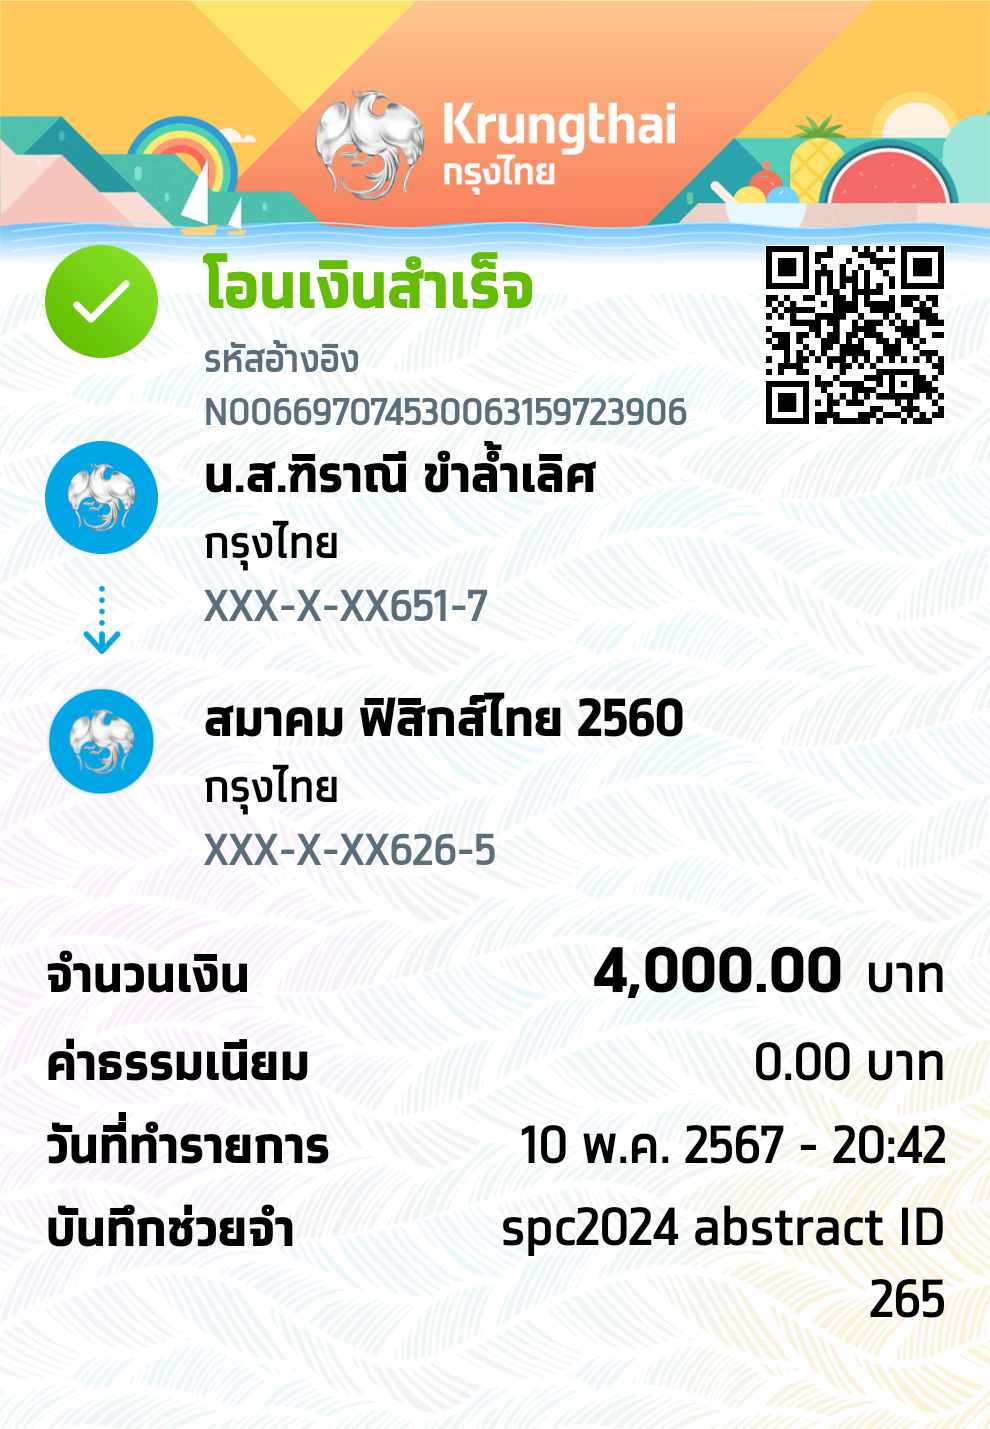 Krungthai
กรุงไทย
โอนเงินสำเร็จ
รหัสอ้างอิง
N00669707453006315972​3906
น.ส.ฑิราณี ขำล้ำเลิศ
กรุงไทย
XXX-X-XX651-7
สมาคม ฟิสิกส์ไทย 2560
กรุงไทย
XXX-X-XX626-5
จำนวนเงิน 4,000.00 บาท
ค่าธรรมเนียม 0.00 บาท
วันที่ทำรายการ 10 พ.ค. 2567 - 20:42
บันทึกช่วยจำ spc2024 abstract ID
265